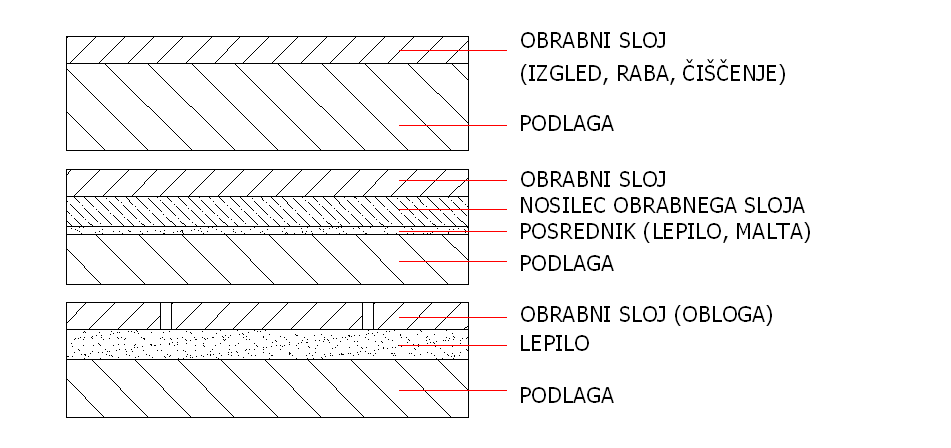 OBRABNI SLOJ
(IZGLED, RABA, ČIŠČENJE)
PODLAGA
OBRABNI SLOJ
NOSILEC OBRABNEGA SLOJA
POSREDNIK (LEPILO, MALTA)
PODLAGA
OBRABNI SLOJ (OBLOGA)
LEPILO
PODLAGA